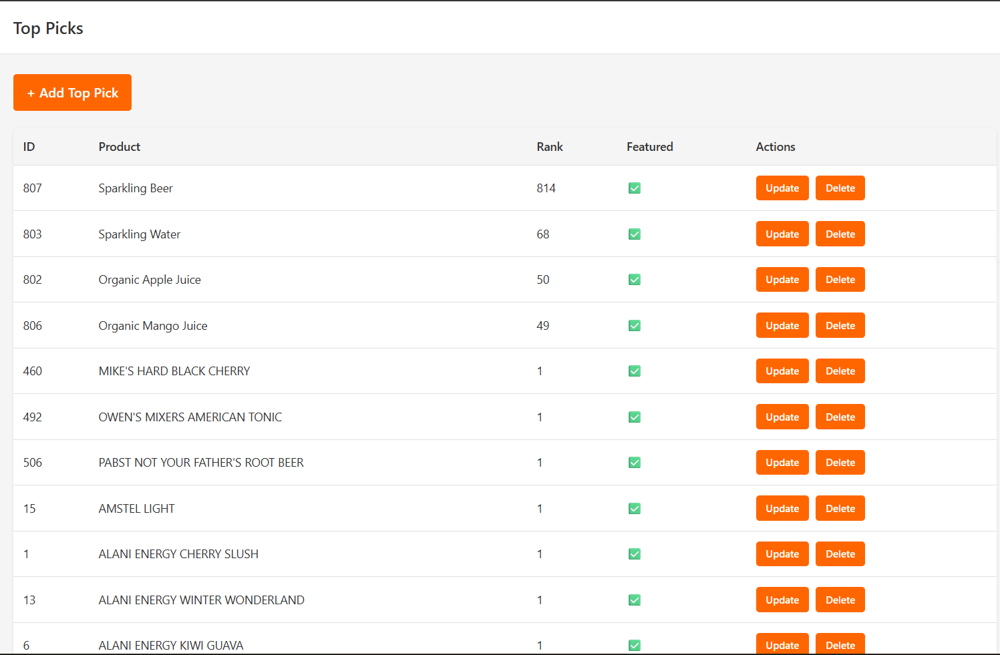 Top Picks
+ Add Top Pick
ID Product Rank Featured Actions
807 Sparkling Beer 814 Update Delete
803 Sparkling Water 68 Update Delete
802 Organic Apple Juice 50 Update Delete
806 Organic Mango Juice 49 Update Delete
460 MIKE'S HARD BLACK CHERRY 1 Update Delete
492 OWEN'S MIXERS AMERICAN TONIC 1 Update Delete
506 PABST NOT YOUR FATHER'S ROOT BEER 1 Update Delete
15 AMSTEL LIGHT 1 Update Delete
1 ALANI ENERGY CHERRY SLUSH 1 Update Delete
13 ALANI ENERGY WINTER WONDERLAND 1 Update Delete
6 ALANI ENERGY KIWI GUAVA 1 Update Delete